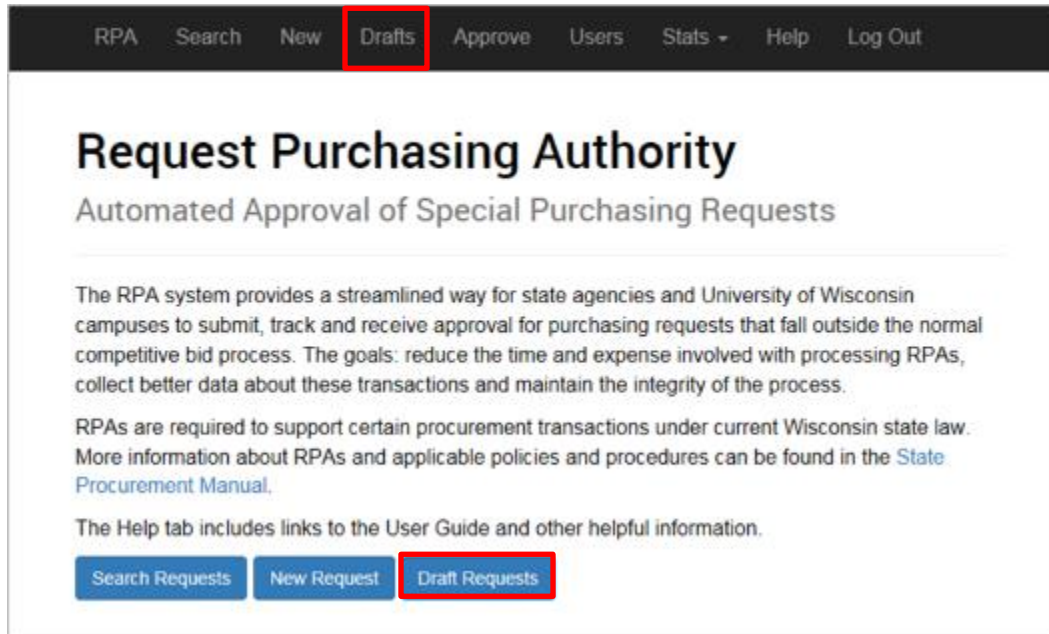 RPA Search New Drafts Approve Users Stats Help Log Out
Request Purchasing Authority
Automated Approval of Special Purchasing Requests
The RPA system provides a streamlined way for state agencies and University of Wisconsin
campuses to submit, track and receive approval for purchasing requests that fall outside the normal
competitive bid process. The goals: reduce the time and expense involved with processing RPAs,
collect better data about these transactions and maintain the integrity of the process.
RPAs are required to support certain procurement transactions under current Wisconsin state law.
More information about RPAs and applicable policies and procedures can be found in the State
Procurement Manual.
The Help tab includes links to the User Guide and other helpful information.
Search Requests New Request Draft Requests